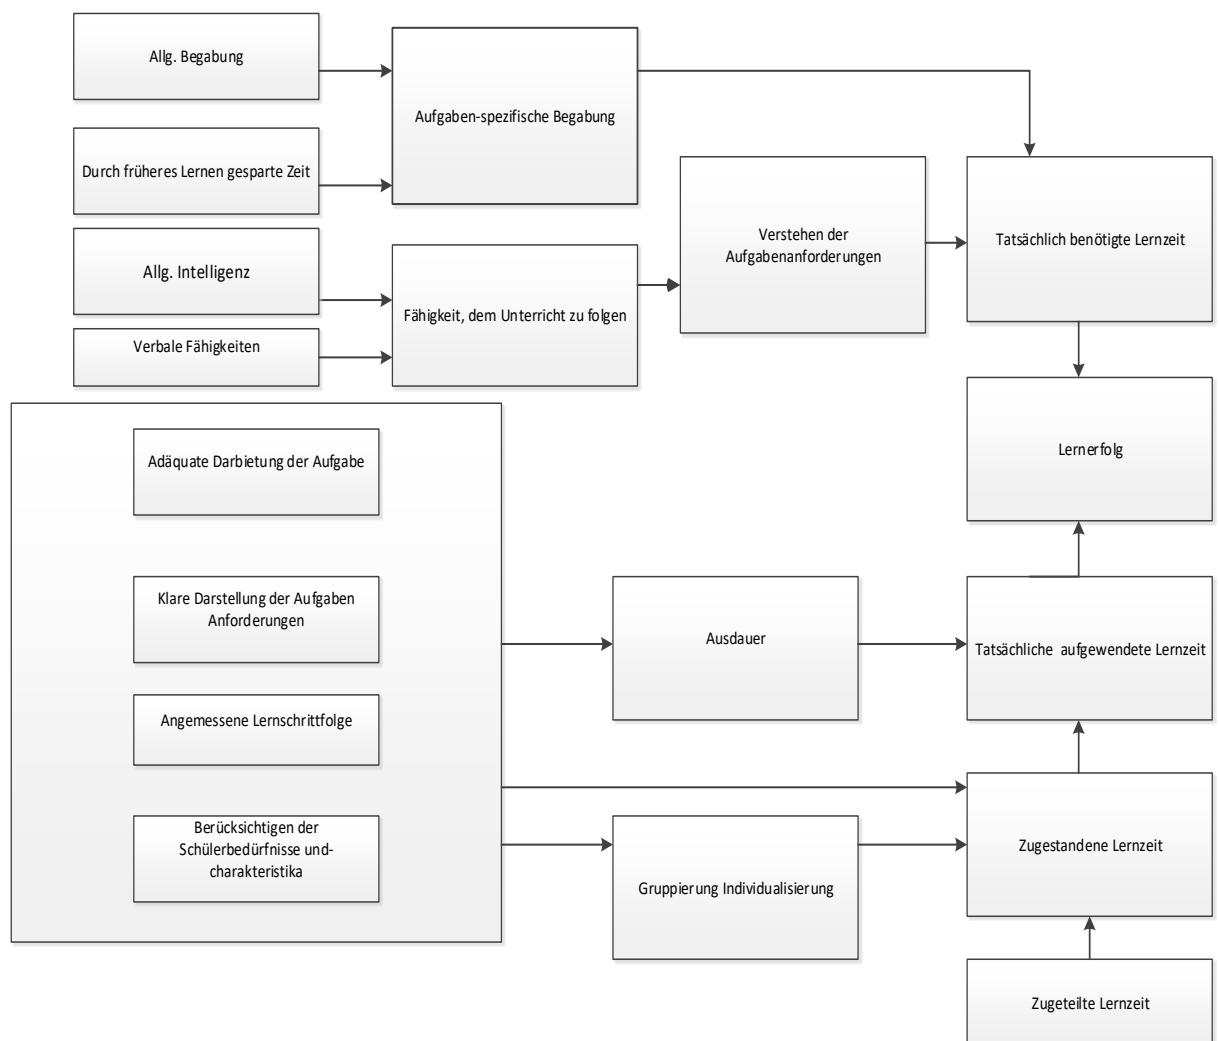 Allg. Begabung
Aufgaben-spezifische Begabung
Durch früheres Lernen gesparte Zeit
Verstehen der
Aufgabenanforderungen
Tatsächlich benötigte Lernzeit
Allg. Intelligenz
Fähigkeit, dem Unterricht zu folgen
Verbale Fähigkeiten
Lernerfolg
Adäquate Darbietung der Aufgabe
Klare Darstellung der Aufgaben
Anforderungen
Ausdauer
Tatsächliche aufgewendete Lernzeit
Angemessene Lernschrittfolge
Berücksichtigen der
Schülerbedürfnisse und-
charakteristika
Gruppierung Individualisierung
Zugestandene Lernzeit
Zugeteilte Lernzeit